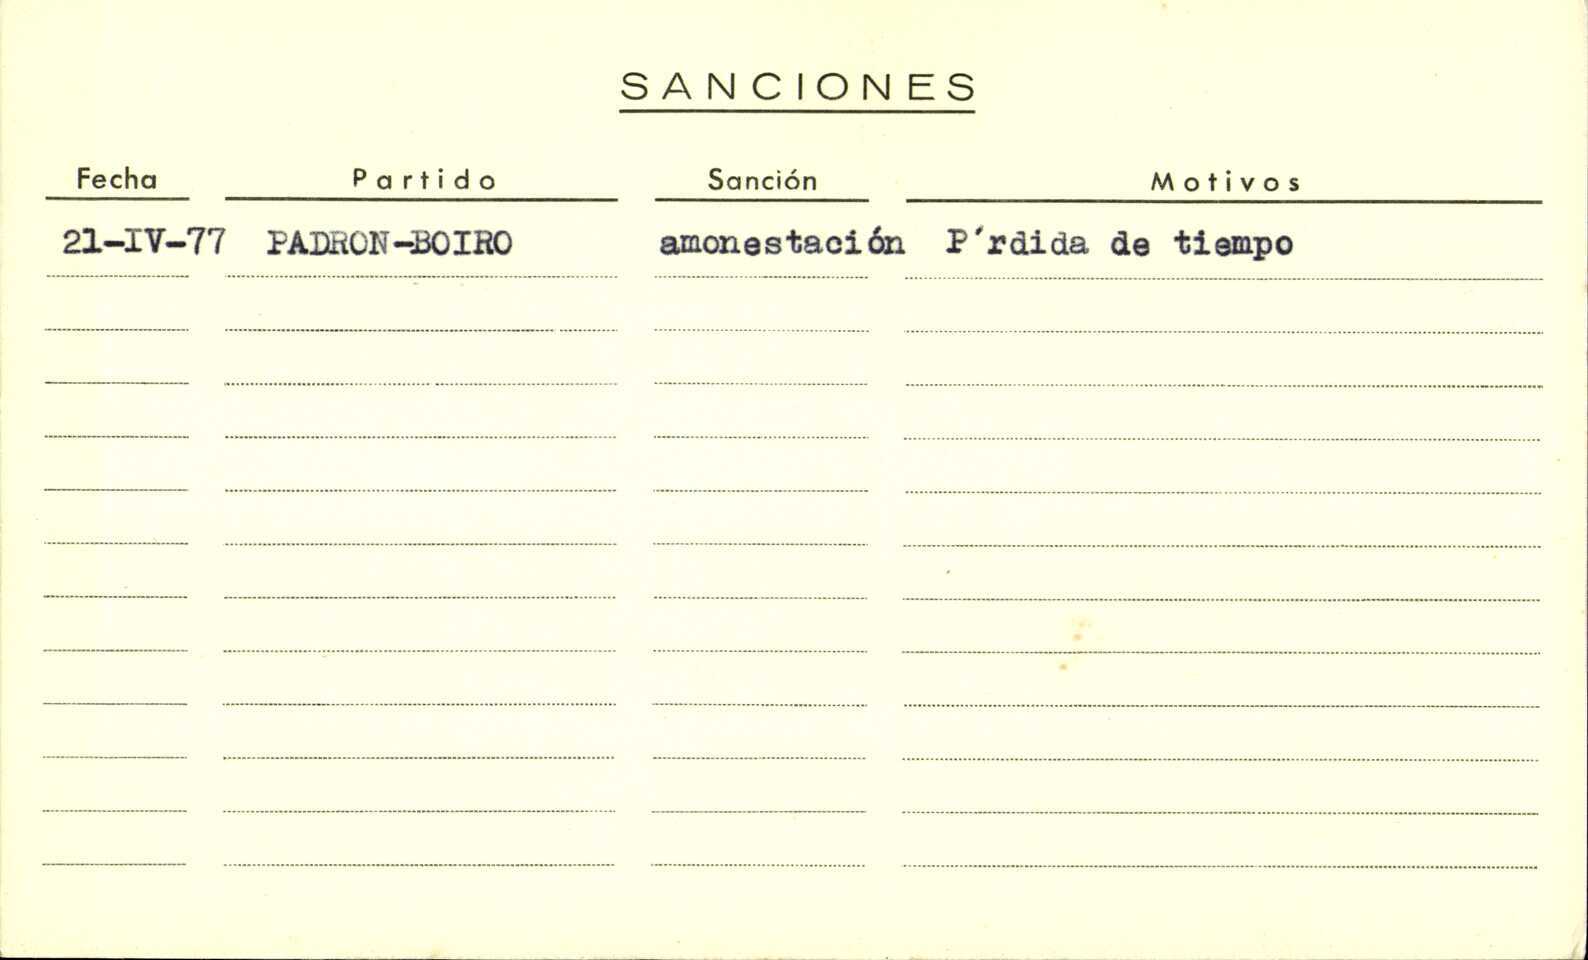 SANCIONES
Fecha Partido Sanción Motivos
21-IV-77 PADRON-BOIRO amonestación P´rdida de tiempo